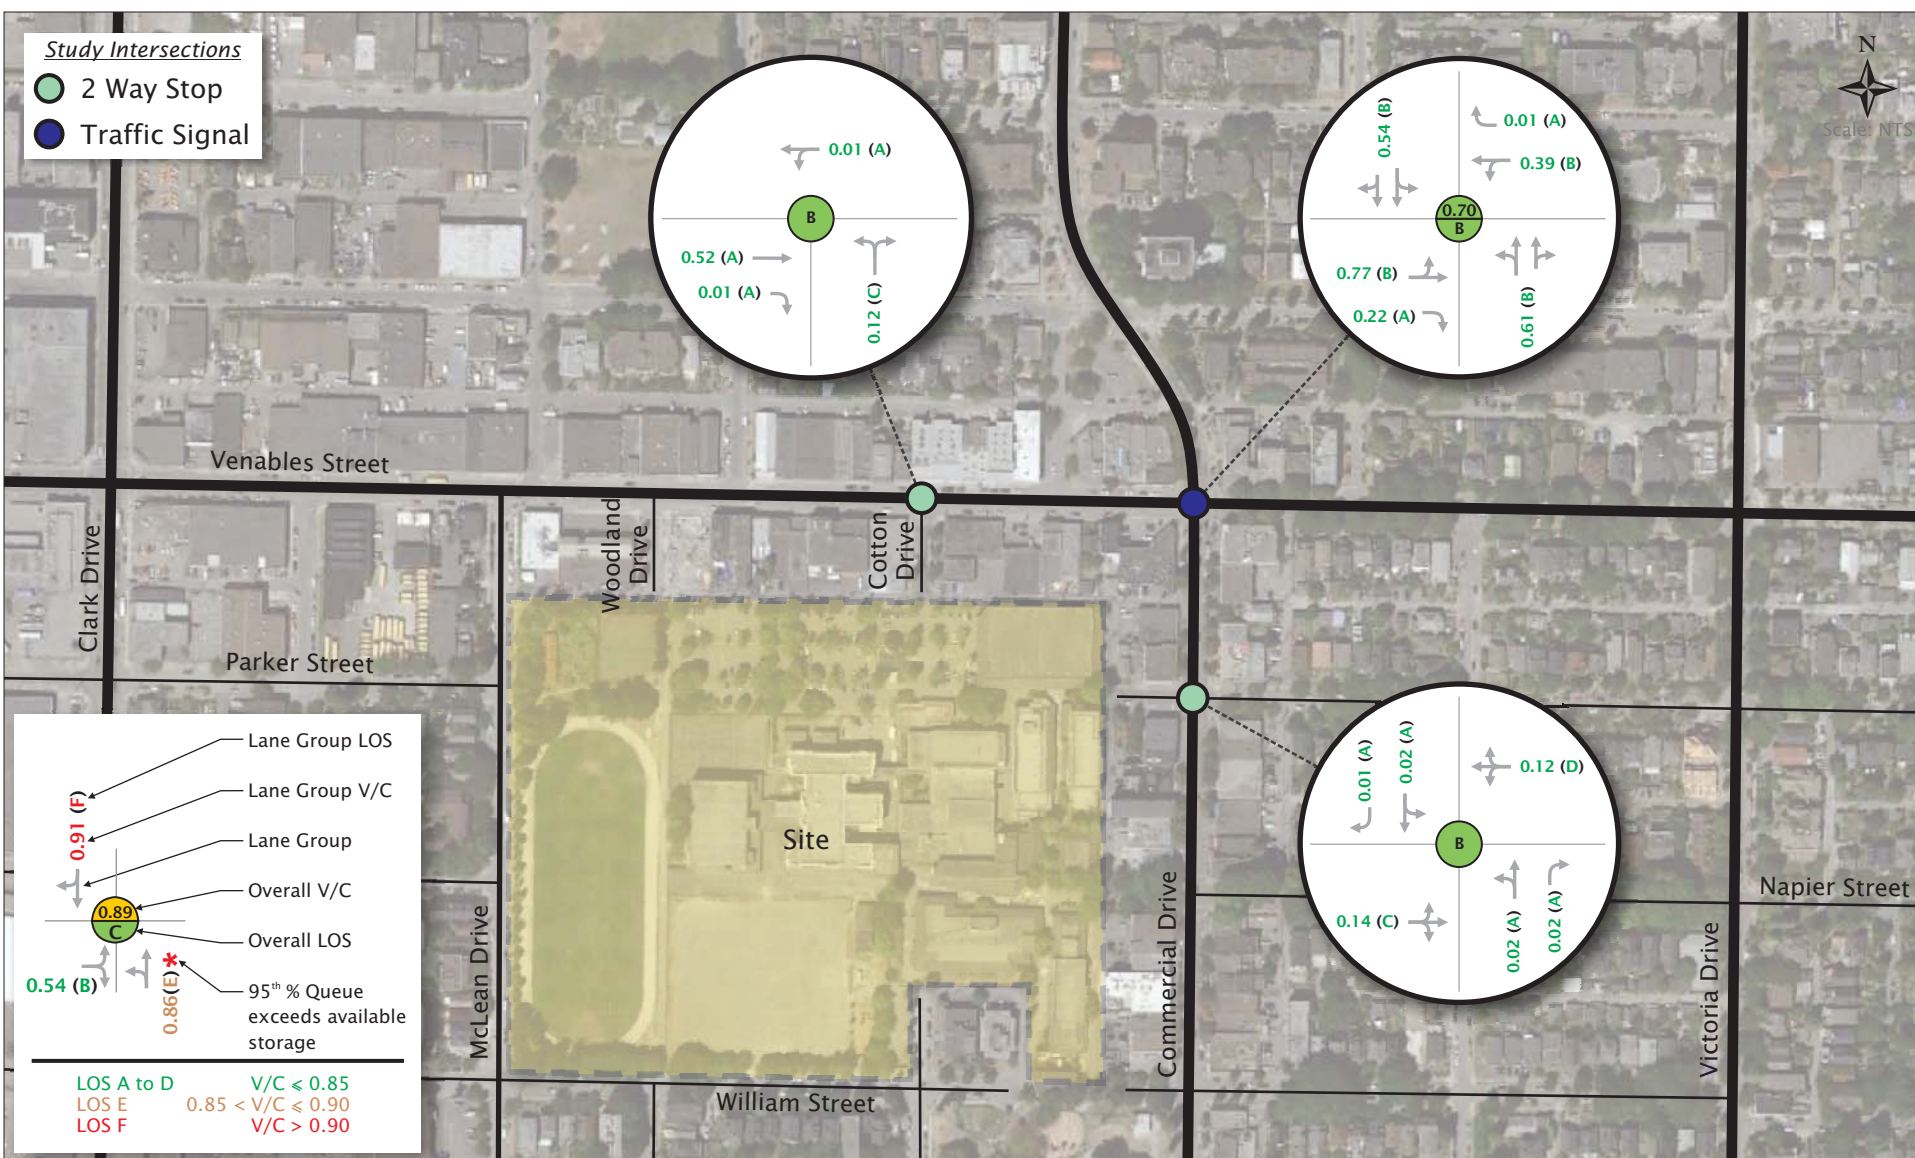 Study Intersections
2 Way Stop
Traffic Signal
N
Scale: NTS
0.01 (A)
B
0.52 (A)
0.01 (A)
0.12 (C)
0.54 (B)
0.01 (A)
0.39 (B)
0.70
B
0.77 (B)
0.22 (A)
0.61 (B)
Venables Street
Clark Drive
Woodland
Drive
Cotton
Drive
Parker Street
Site
0.01 (A)
0.02 (A)
0.12 (D)
B
0.14 (C)
0.02 (A)
0.02 (A)
Napier Street
McLean Drive
Commercial Drive
Victoria Drive
William Street
Lane Group LOS
Lane Group V/C
Lane Group
Overall V/C
Overall LOS
95th % Queue
exceeds available
storage
0.91 (F)
0.89
C
0.54 (B)
0.86(E) *
LOS A to D V/C ⩽ 0.85
LOS E 0.85 < V/C ⩽ 0.90
LOS F V/C > 0.90